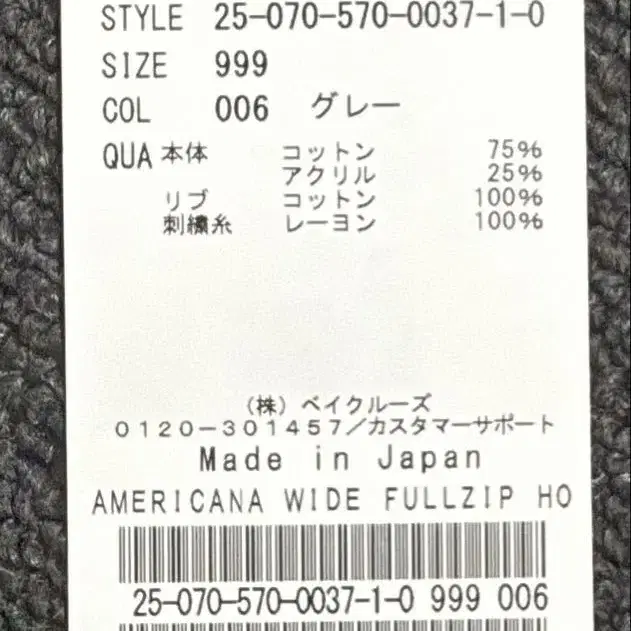 STYLE 25-070-570-0037-1-0
SIZE 999
COL 006 グレー
QUA 本体 コットン 75%
アクリル 25%
リブ コットン 100%
刺繍糸 レーヨン 100%
(株) ベイクルーズ
0120-301457/カスタマーサポート
Made in Japan
AMERICANA WIDE FULLZIP HO
25-070-570-0037-1-0 999 006